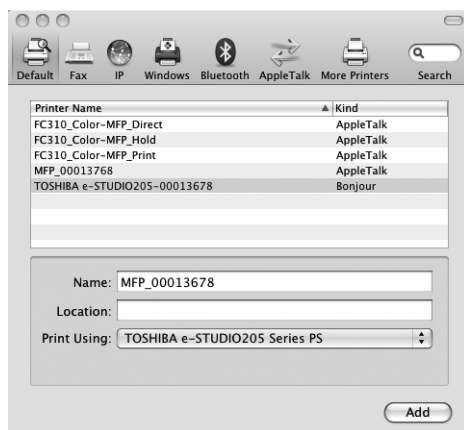 Default Fax IP Windows Bluetooth AppleTalk More Printers Search
Printer Name Kind
FC310_Color-MFP_Direct AppleTalk
FC310_Color-MFP_Hold AppleTalk
FC310_Color-MFP_Print AppleTalk
MFP_00013768 AppleTalk
TOSHIBA e-STUDIO205-00013678 Bonjour
Name: MFP_00013678
Location:
Print Using: TOSHIBA e-STUDIO205 Series PS
Add